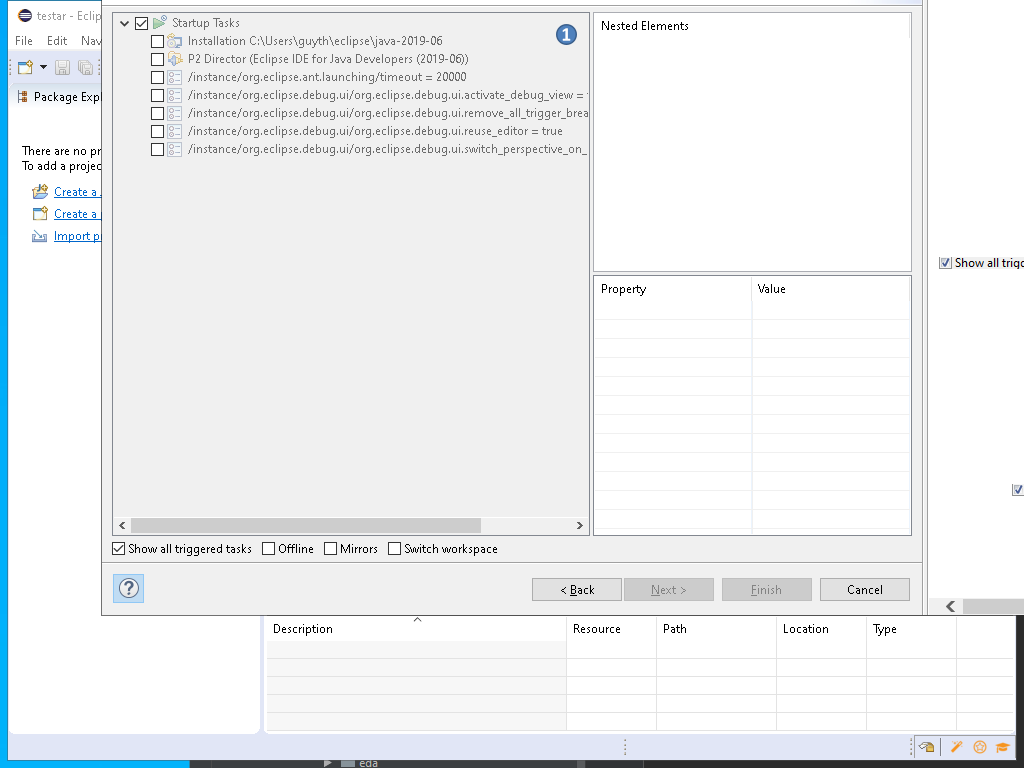 testar - Eclip
File Edit Nav
Package Expl
There are no pr
To add a projec
Create a
Create a
Import p
Startup Tasks
Installation C:\Users\guyth\eclipse\java-2019-06
P2 Director (Eclipse IDE for Java Developers (2019-06))
/instance/org.eclipse.ant.launching/timeout = 20000
/instance/org.eclipse.debug.ui/org.eclipse.debug.ui.activate_debug_view =
/instance/org.eclipse.debug.ui/org.eclipse.debug.ui.remove_all_trigger_brea
/instance/org.eclipse.debug.ui/org.eclipse.debug.ui.reuse_editor = true
/instance/org.eclipse.debug.ui/org.eclipse.debug.ui.switch_perspective_on_
1
Nested Elements
Property Value
Show all triggered tasks Offline Mirrors Switch workspace
?
< Back Next > Finish Cancel
Show all trigg
Description Resource Path Location Type
eda